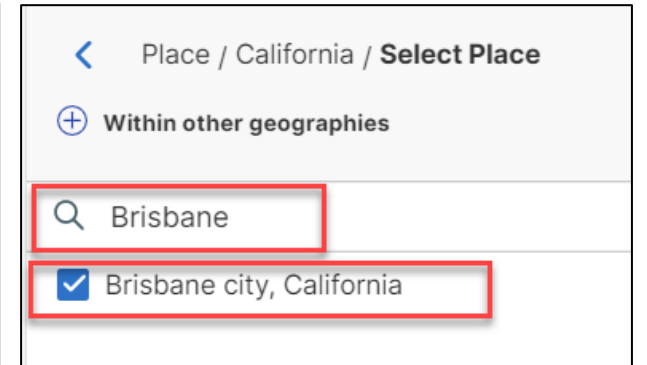 Place / California / Select Place
Within other geographies
Brisbane
Brisbane city, California